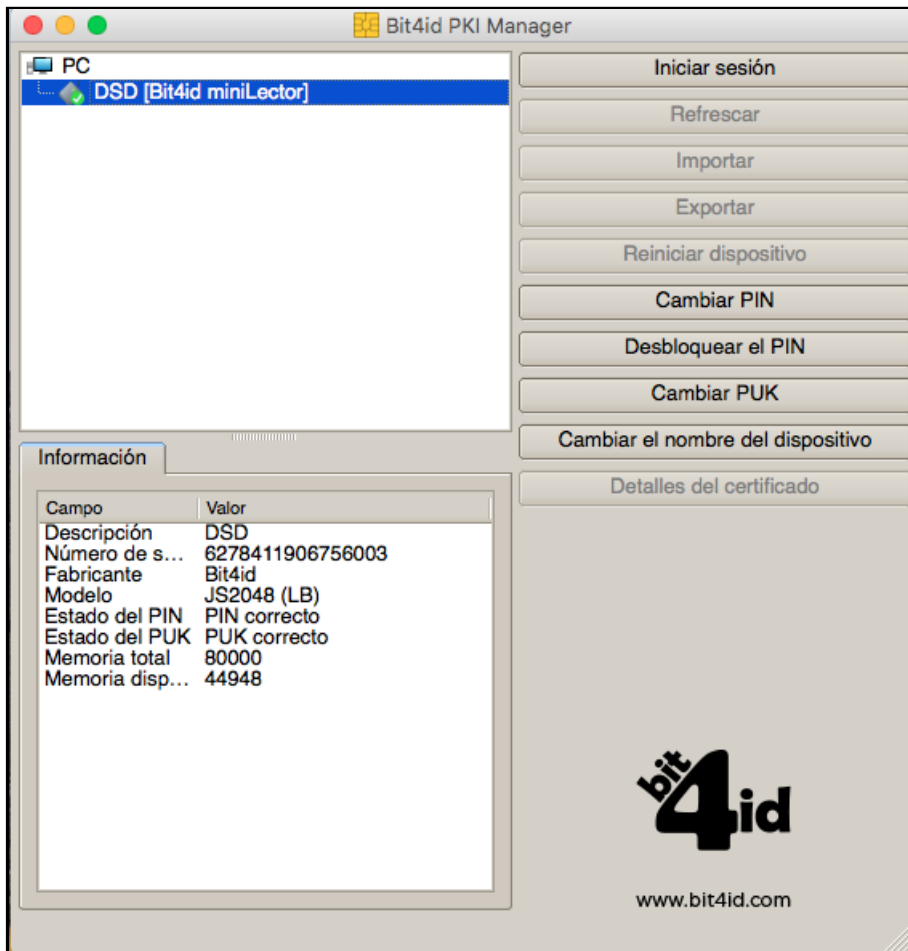 Bit4id PKI Manager
PC
DSD [Bit4id miniLector]
Iniciar sesión
Refrescar
Importar
Exportar
Reiniciar dispositivo
Cambiar PIN
Desbloquear el PIN
Cambiar PUK
Cambiar el nombre del dispositivo
Detalles del certificado
Información
Campo Valor
Descripción DSD
Número de s... 6278411906756003
Fabricante Bit4id
Modelo JS2048 (LB)
Estado del PIN PIN correcto
Estado del PUK PUK correcto
Memoria total 80000
Memoria disp... 44948
bit4id
www.bit4id.com